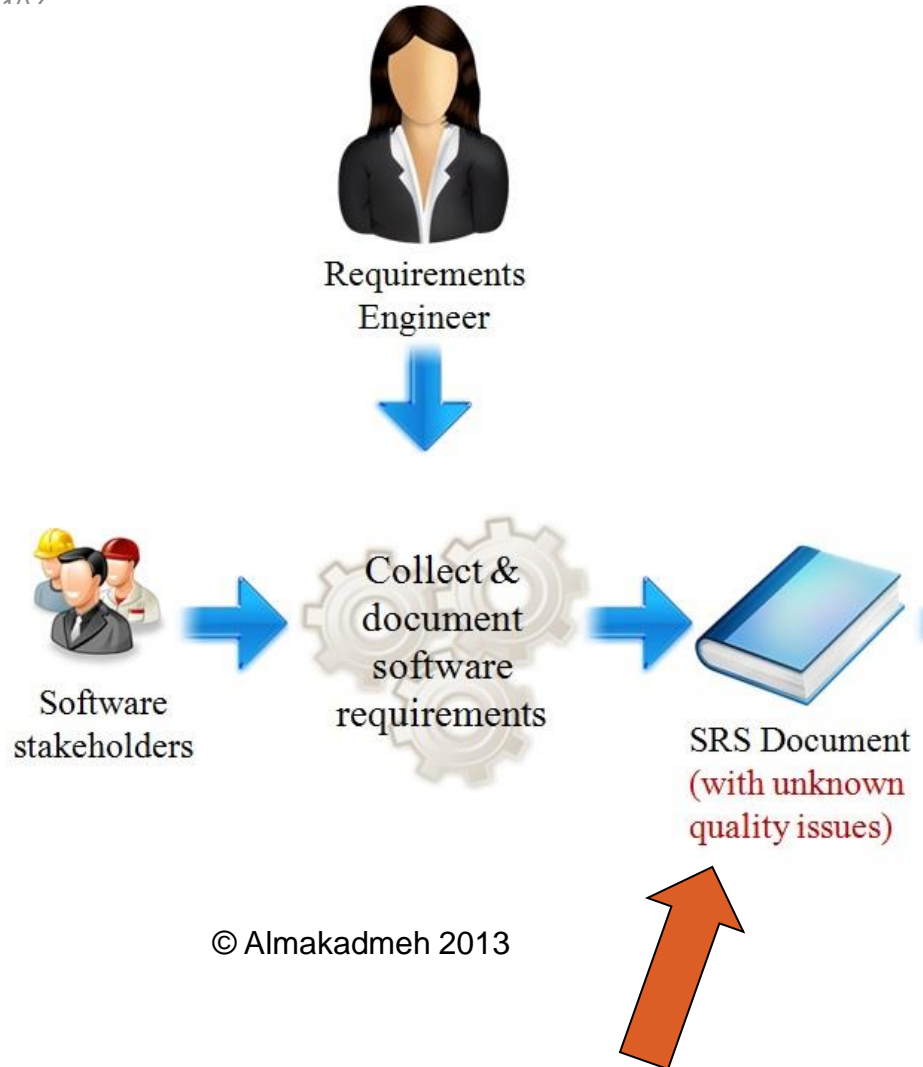 Requirements
Engineer
Collect &
document
software
requirements
Software
stakeholders
SRS Document
(with unknown
quality issues)
© Almakadmeh 2013